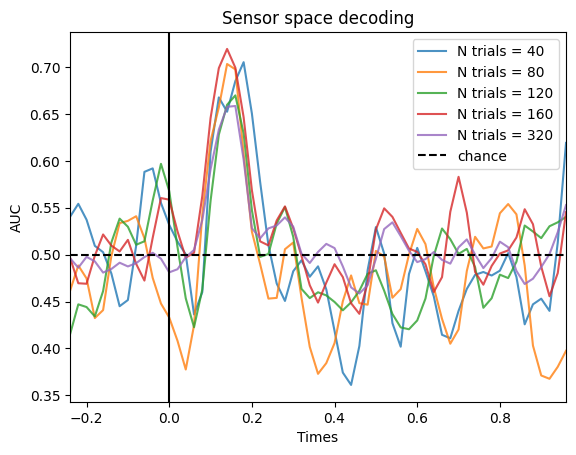 Sensor space decoding
AUC
0.70
0.65
0.60
0.55
0.50
0.45
0.40
0.35
N trials = 40
N trials = 80
N trials = 120
N trials = 160
N trials = 320
chance
−0.2 0.0 0.2 0.4 0.6 0.8
Times